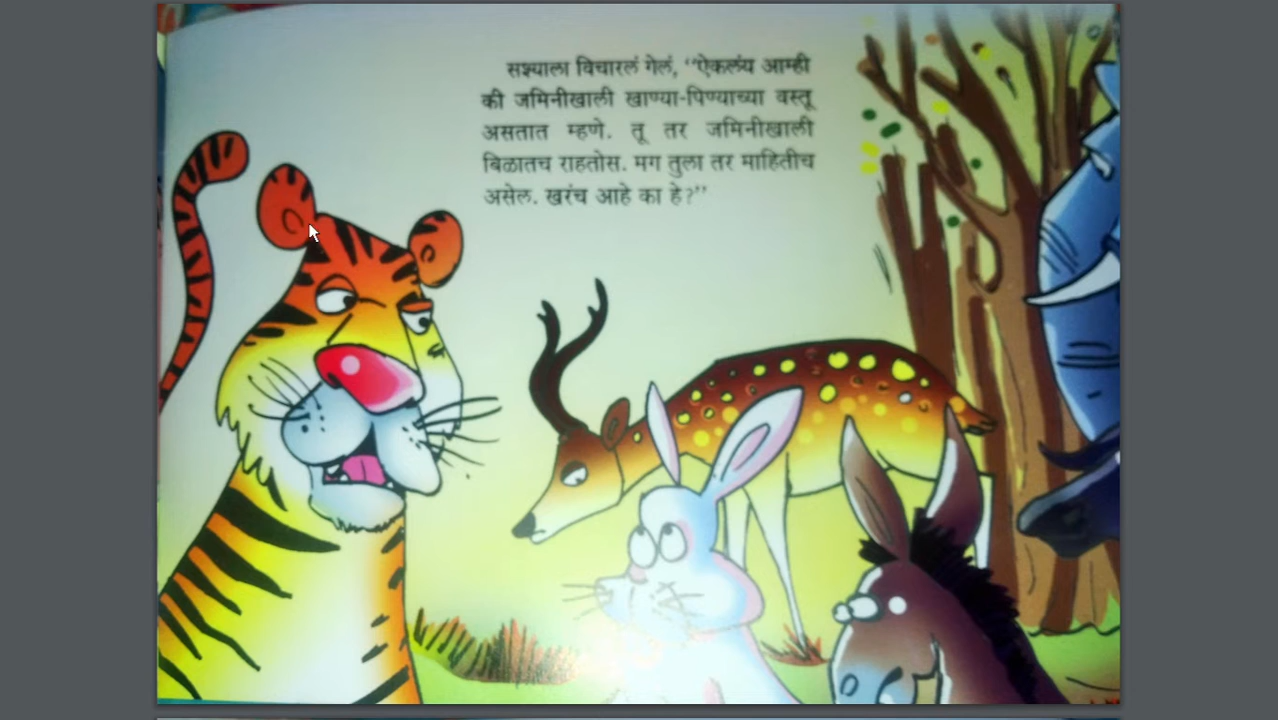 सश्याला विचारलं गेलं, “ऐकलंय आम्ही
की जमिनीखाली खाण्या-पिण्याच्या वस्तू
असतात म्हणे. तू तर जमिनीखाली
बिळातच राहतोस. मग तुला तर माहितीच
असेल. खरंच आहे का हे?”